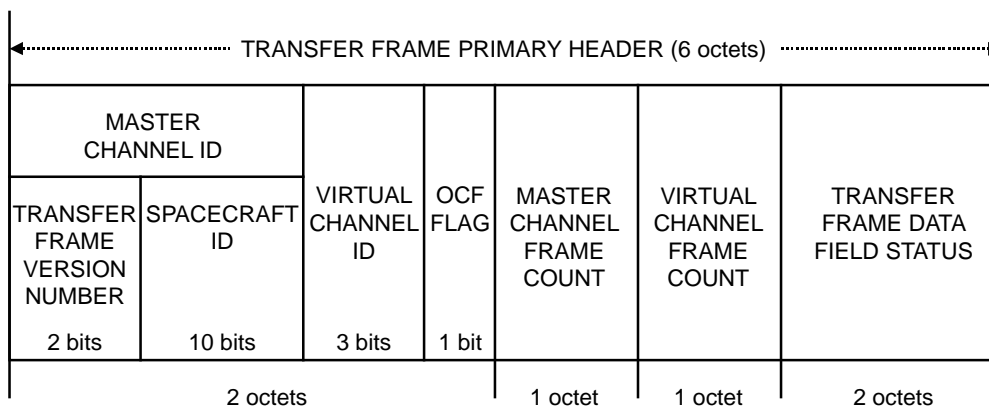 TRANSFER FRAME PRIMARY HEADER (6 octets)
MASTER
CHANNEL ID
TRANSFER
FRAME
VERSION
NUMBER
2 bits
SPACECRAFT
ID
10 bits
VIRTUAL
CHANNEL
ID
3 bits
OCF
FLAG
1 bit
MASTER
CHANNEL
FRAME
COUNT
VIRTUAL
CHANNEL
FRAME
COUNT
TRANSFER
FRAME DATA
FIELD STATUS
2 octets
1 octet
1 octet
2 octets